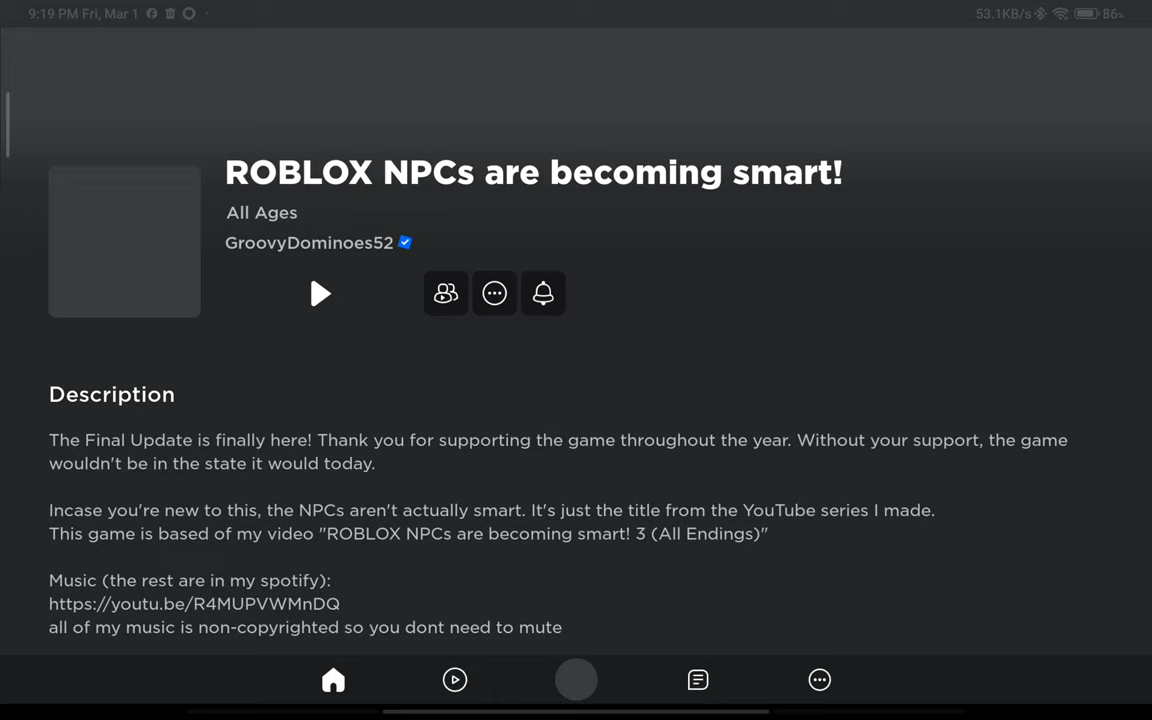 9:19 PM Fri, Mar 1
53.1KB/s 86%
ROBLOX NPCs are becoming smart!
All Ages
GroovyDominoes52
Description
The Final Update is finally here! Thank you for supporting the game throughout the year. Without your support, the game
wouldn't be in the state it would today.
Incase you're new to this, the NPCs aren't actually smart. It's just the title from the YouTube series I made.
This game is based of my video "ROBLOX NPCs are becoming smart! 3 (All Endings)"
Music (the rest are in my spotify):
https://youtu.be/R4MUPVWMnDQ
all of my music is non-copyrighted so you dont need to mute